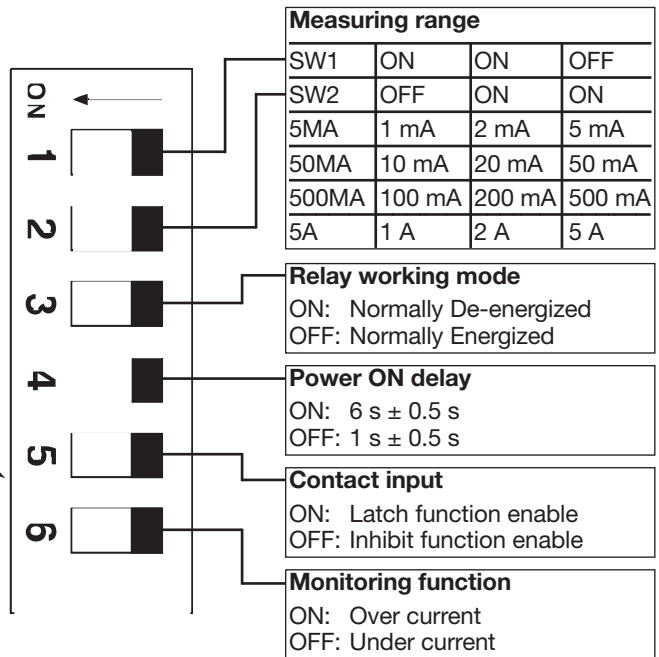 ON
1
2
3
4
5
6
Measuring range
SW1 ON ON OFF
SW2 OFF ON ON
5MA 1 mA 2 mA 5 mA
50MA 10 mA 20 mA 50 mA
500MA 100 mA 200 mA 500 mA
5A 1 A 2 A 5 A
Relay working mode
ON: Normally De-energized
OFF: Normally Energized
Power ON delay
ON: 6 s ± 0.5 s
OFF: 1 s ± 0.5 s
Contact input
ON: Latch function enable
OFF: Inhibit function enable
Monitoring function
ON: Over current
OFF: Under current